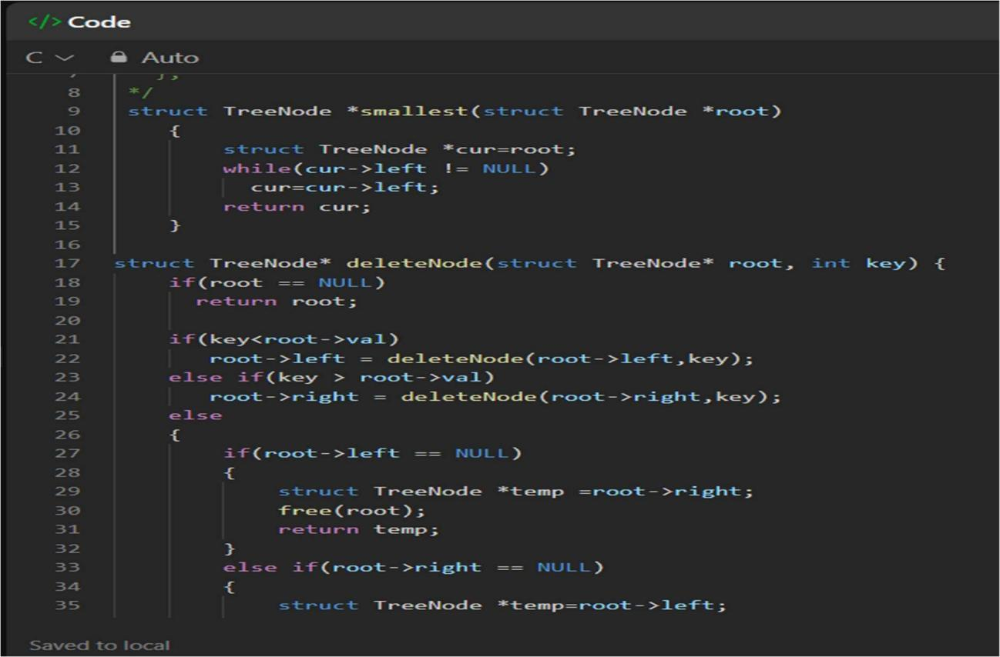 </> Code
C Auto
8 */
9 struct TreeNode *smallest(struct TreeNode *root)
10 {
11 struct TreeNode *cur=root;
12 while(cur->left != NULL)
13 cur=cur->left;
14 return cur;
15 }
16
17 struct TreeNode* deleteNode(struct TreeNode* root, int key) {
18 if(root == NULL)
19 return root;
20
21 if(key<root->val)
22 root->left = deleteNode(root->left,key);
23 else if(key > root->val)
24 root->right = deleteNode(root->right,key);
25 else
26 {
27 if(root->left == NULL)
28 {
29 struct TreeNode *temp =root->right;
30 free(root);
31 return temp;
32 }
33 else if(root->right == NULL)
34 {
35 struct TreeNode *temp=root->left;
Saved to local